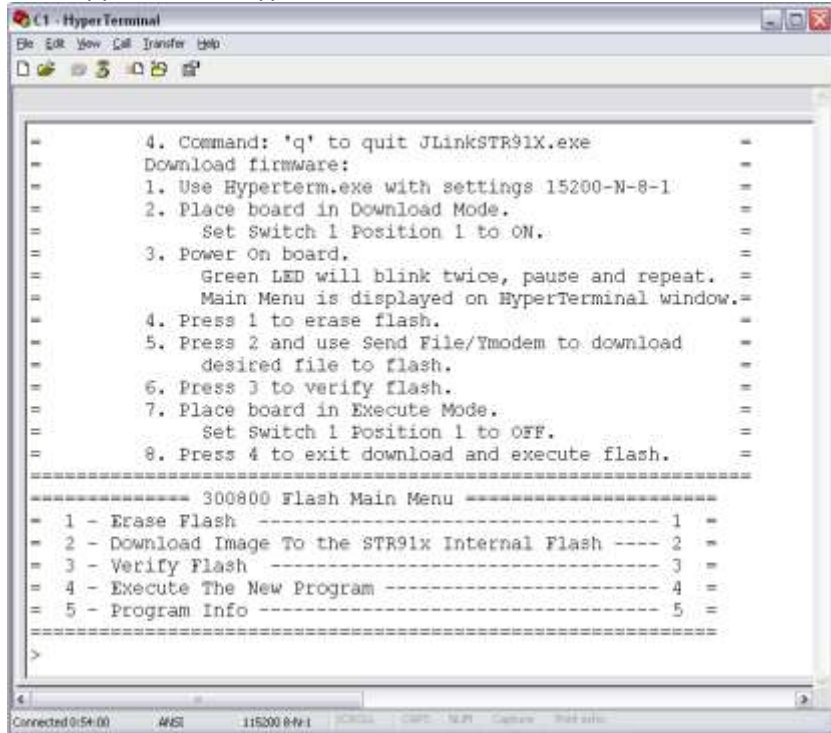 C1 - HyperTerminal
File Edit View Call Transfer Help
= 4. Command: 'q' to quit JLinkSTR91X.exe =
= Download firmware: =
= 1. Use Hyperterm.exe with settings 15200-N-8-1 =
= 2. Place board in Download Mode. =
= Set Switch 1 Position 1 to ON. =
= 3. Power On board. =
= Green LED will blink twice, pause and repeat. =
= Main Menu is displayed on HyperTerminal window.=
= 4. Press 1 to erase flash. =
= 5. Press 2 and use Send File/Ymodem to download =
= desired file to flash. =
= 6. Press 3 to verify flash. =
= 7. Place board in Execute Mode. =
= Set Switch 1 Position 1 to OFF. =
= 8. Press 4 to exit download and execute flash. =
===============================================================
============== 300800 Flash Main Menu ======================
= 1 - Erase Flash ----------------------------------- 1 =
= 2 - Download Image To the STR91x Internal Flash ---- 2 =
= 3 - Verify Flash ---------------------------------- 3 =
= 4 - Execute The New Program ------------------------ 4 =
= 5 - Program Info ----------------------------------- 5 =
============================================================
>
Connected 0:54:00 ANSI 115200 8-N-1 SCROLL CAPS NUM Capture Print echo